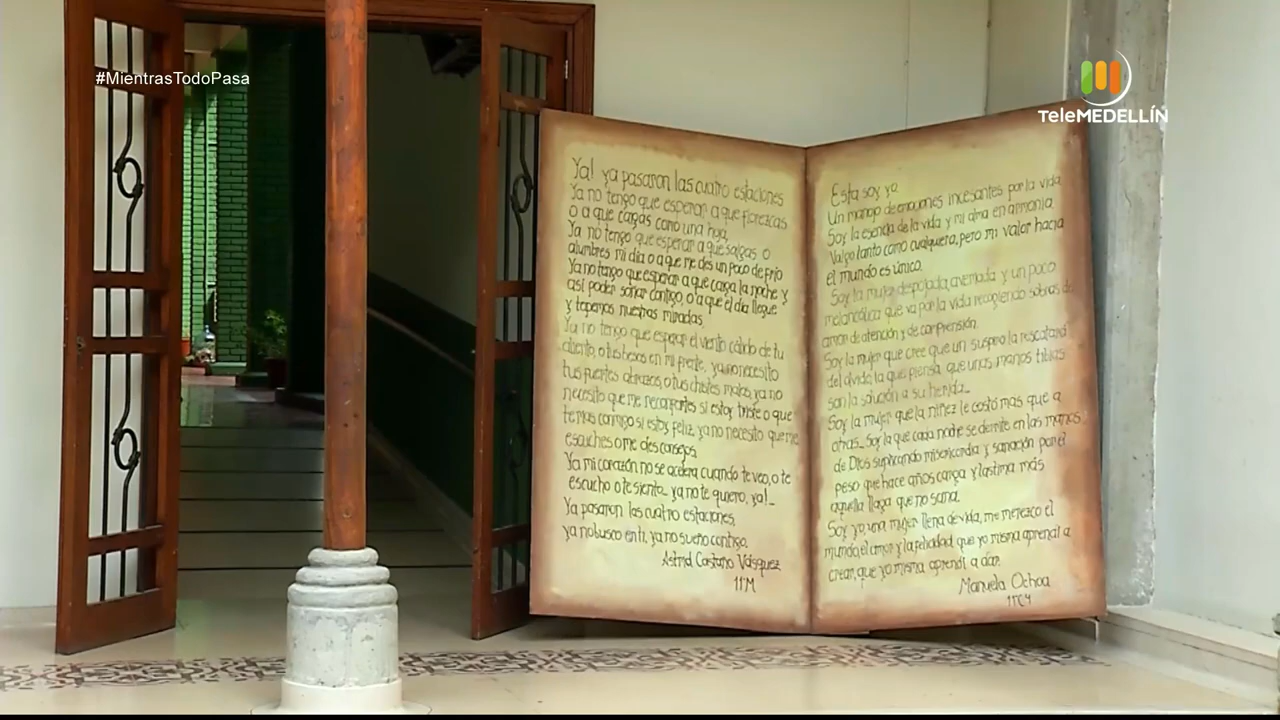 #MientrasTodoPasa
TeleMEDELLÍN
Ya! ya pasaron las cuatro estaciones
Ya no tengo que esperar a que florezcas
o a que caigas como una hoja,
Ya no tengo que esperar a que salgas o
alumbres mi día o a que me des un poco de frío
Ya no tengo que esperar a que caiga la noche y
así poder soñar contigo, o a que el día llegue
y topemos nuestras miradas.
Ya no tengo que esperar el viento cálido de tu
aliento, o tus besos en mi frente, ya no necesito
tus fuertes abrazos o tus chistes malos, ya no
necesito que me reconfortes si estoy triste o que
te rias conmigo si estoy feliz, ya no necesito que me
escuches o me des consejos.
Ya mi corazón no se acelera cuando te veo, o te
escucho o te siento... ya no te quiero, ya!...
Ya pasaron las cuatro estaciones,
ya no busco en ti, ya no sueño contigo.
Astrid Castaño Vásquez
11°M
Esta soy yo
Un manojo de emociones incesantes por la vida
Soy la esencia de la vida y mi alma en armonía
Valgo tanto como cualquiera, pero mi valor hacia
el mundo es único.
Soy la mujer despojada, averiada y un poco
melancólica que va por la vida recogiendo sobras de
amor de atención y de comprensión.
Soy la mujer que cree que un suspiro la rescatará
del olvido, la que piensa que unas manos tibias
son la solución a su herida...
Soy la mujer que la niñez le costó más que a
otras... Soy la que cada noche se derrite en las manos
de Dios suplicando misericordia y sanación por el
peso que hace años carga y lastima más
aquella llaga que no sana.
Soy yo, una mujer llena de vida, me merezco el
mundo, el amor y la felicidad que yo misma aprendí a
crear, que yo misma aprendí a dar.
Manuela Ochoa